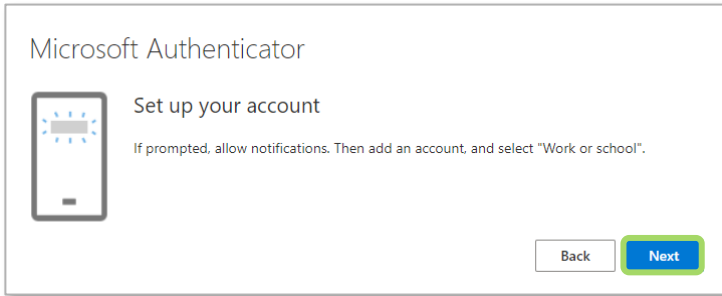 Microsoft Authenticator
Set up your account
If prompted, allow notifications. Then add an account, and select "Work or school".
Back
Next